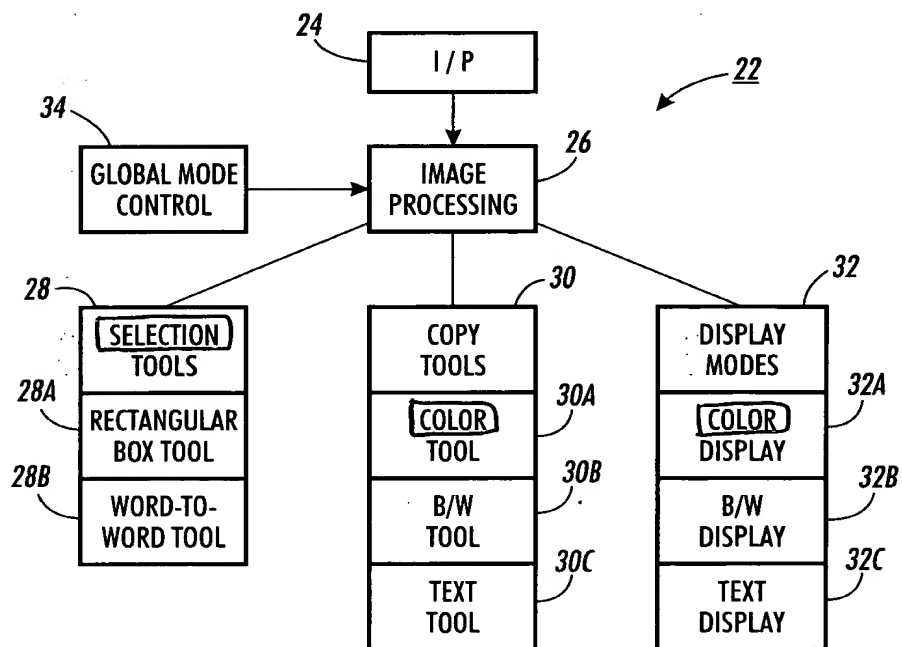 24
I / P
22
34
GLOBAL MODE
CONTROL
26
IMAGE
PROCESSING
28
SELECTION
TOOLS
28A
RECTANGULAR
BOX TOOL
28B
WORD-TO-
WORD TOOL
30
COPY
TOOLS
30A
COLOR
TOOL
30B
B/W
TOOL
30C
TEXT
TOOL
32
DISPLAY
MODES
32A
COLOR
DISPLAY
32B
B/W
DISPLAY
32C
TEXT
DISPLAY